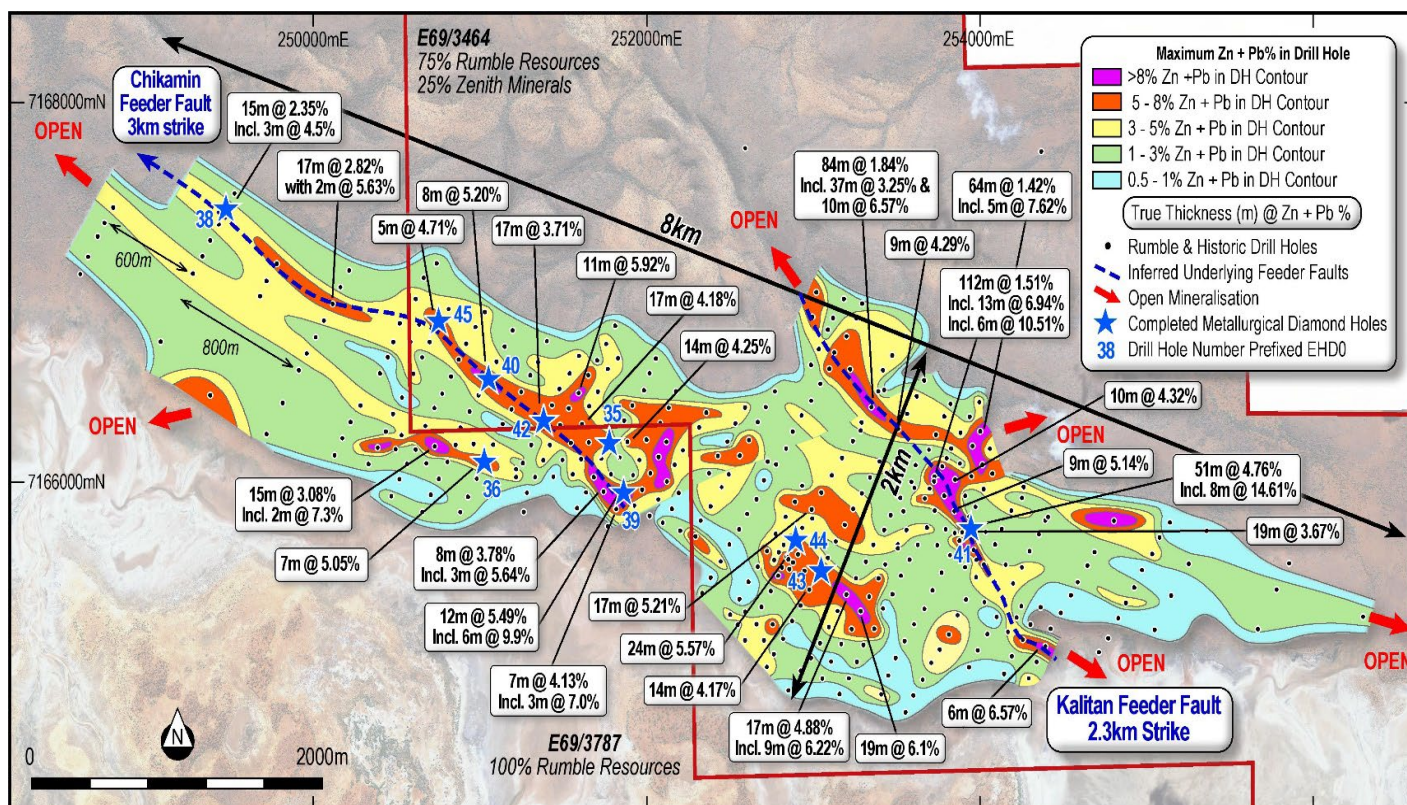 250000mE
252000mE
254000mE
7168000mN
7166000mN
E69/3464
75% Rumble Resources
25% Zenith Minerals
Chikamin
Feeder Fault
3km strike
OPEN
15m @ 2.35%
Incl. 3m @ 4.5%
17m @ 2.82%
with 2m @ 5.63%
8m @ 5.20%
5m @ 4.71%
17m @ 3.71%
11m @ 5.92%
17m @ 4.18%
14m @ 4.25%
8km
OPEN
84m @ 1.84%
Incl. 37m @ 3.25% &
10m @ 6.57%
64m @ 1.42%
Incl. 5m @ 7.62%
9m @ 4.29%
112m @ 1.51%
Incl. 13m @ 6.94%
Incl. 6m @ 10.51%
Maximum Zn + Pb% in Drill Hole
>8% Zn +Pb in DH Contour
5 - 8% Zn + Pb in DH Contour
3 - 5% Zn + Pb in DH Contour
1 - 3% Zn + Pb in DH Contour
0.5 - 1% Zn + Pb in DH Contour
True Thickness (m) @ Zn + Pb %
Rumble & Historic Drill Holes
Inferred Underlying Feeder Faults
Open Mineralisation
Completed Metallurgical Diamond Holes
38 Drill Hole Number Prefixed EHD0
38
45
40
42
35
36
39
44
43
41
600m
800m
OPEN
2km
OPEN
10m @ 4.32%
9m @ 5.14%
51m @ 4.76%
Incl. 8m @ 14.61%
19m @ 3.67%
15m @ 3.08%
Incl. 2m @ 7.3%
7m @ 5.05%
8m @ 3.78%
Incl. 3m @ 5.64%
12m @ 5.49%
Incl. 6m @ 9.9%
7m @ 4.13%
Incl. 3m @ 7.0%
17m @ 5.21%
24m @ 5.57%
14m @ 4.17%
17m @ 4.88%
Incl. 9m @ 6.22%
19m @ 6.1%
6m @ 6.57%
OPEN
OPEN
Kalitan Feeder Fault
2.3km Strike
E69/3787
100% Rumble Resources
N
0
2000m